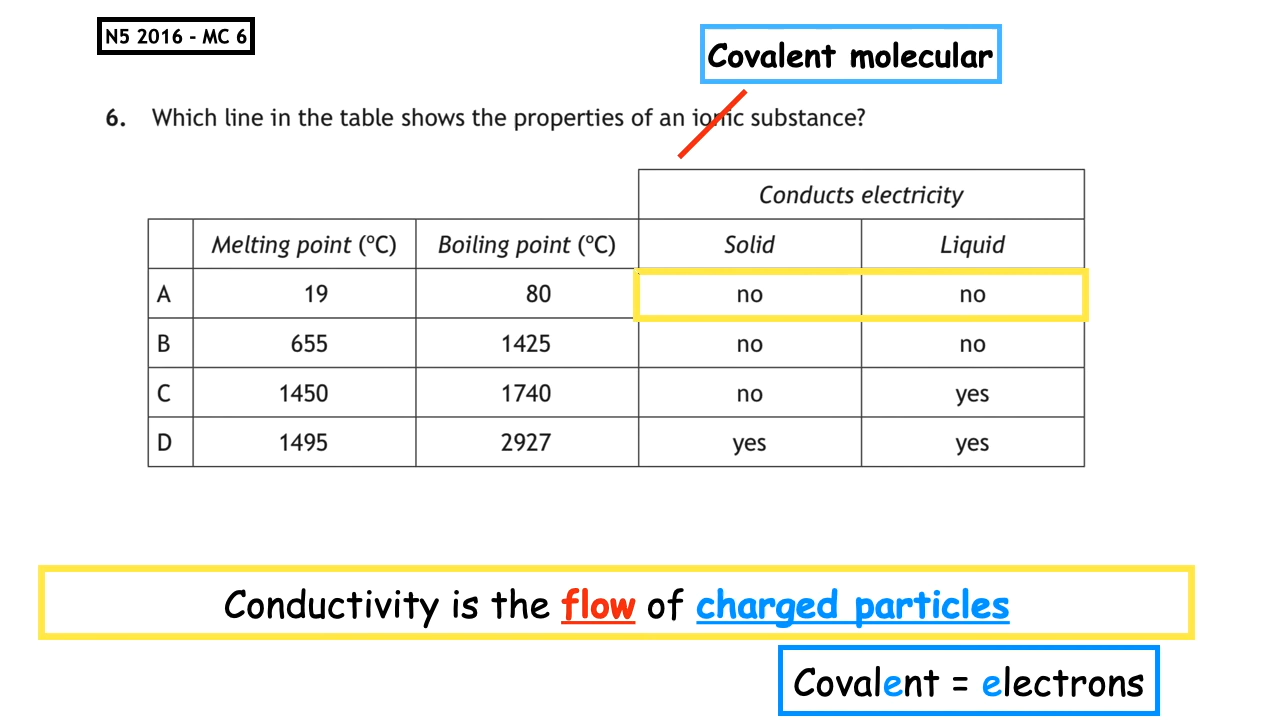 N5 2016 - MC 6
Covalent molecular
6. Which line in the table shows the properties of an ionic substance?
Conducts electricity
Melting point (ºC) Boiling point (ºC) Solid Liquid
A 19 80 no no
B 655 1425 no no
C 1450 1740 no yes
D 1495 2927 yes yes
Conductivity is the flow of charged particles
Covalent = electrons